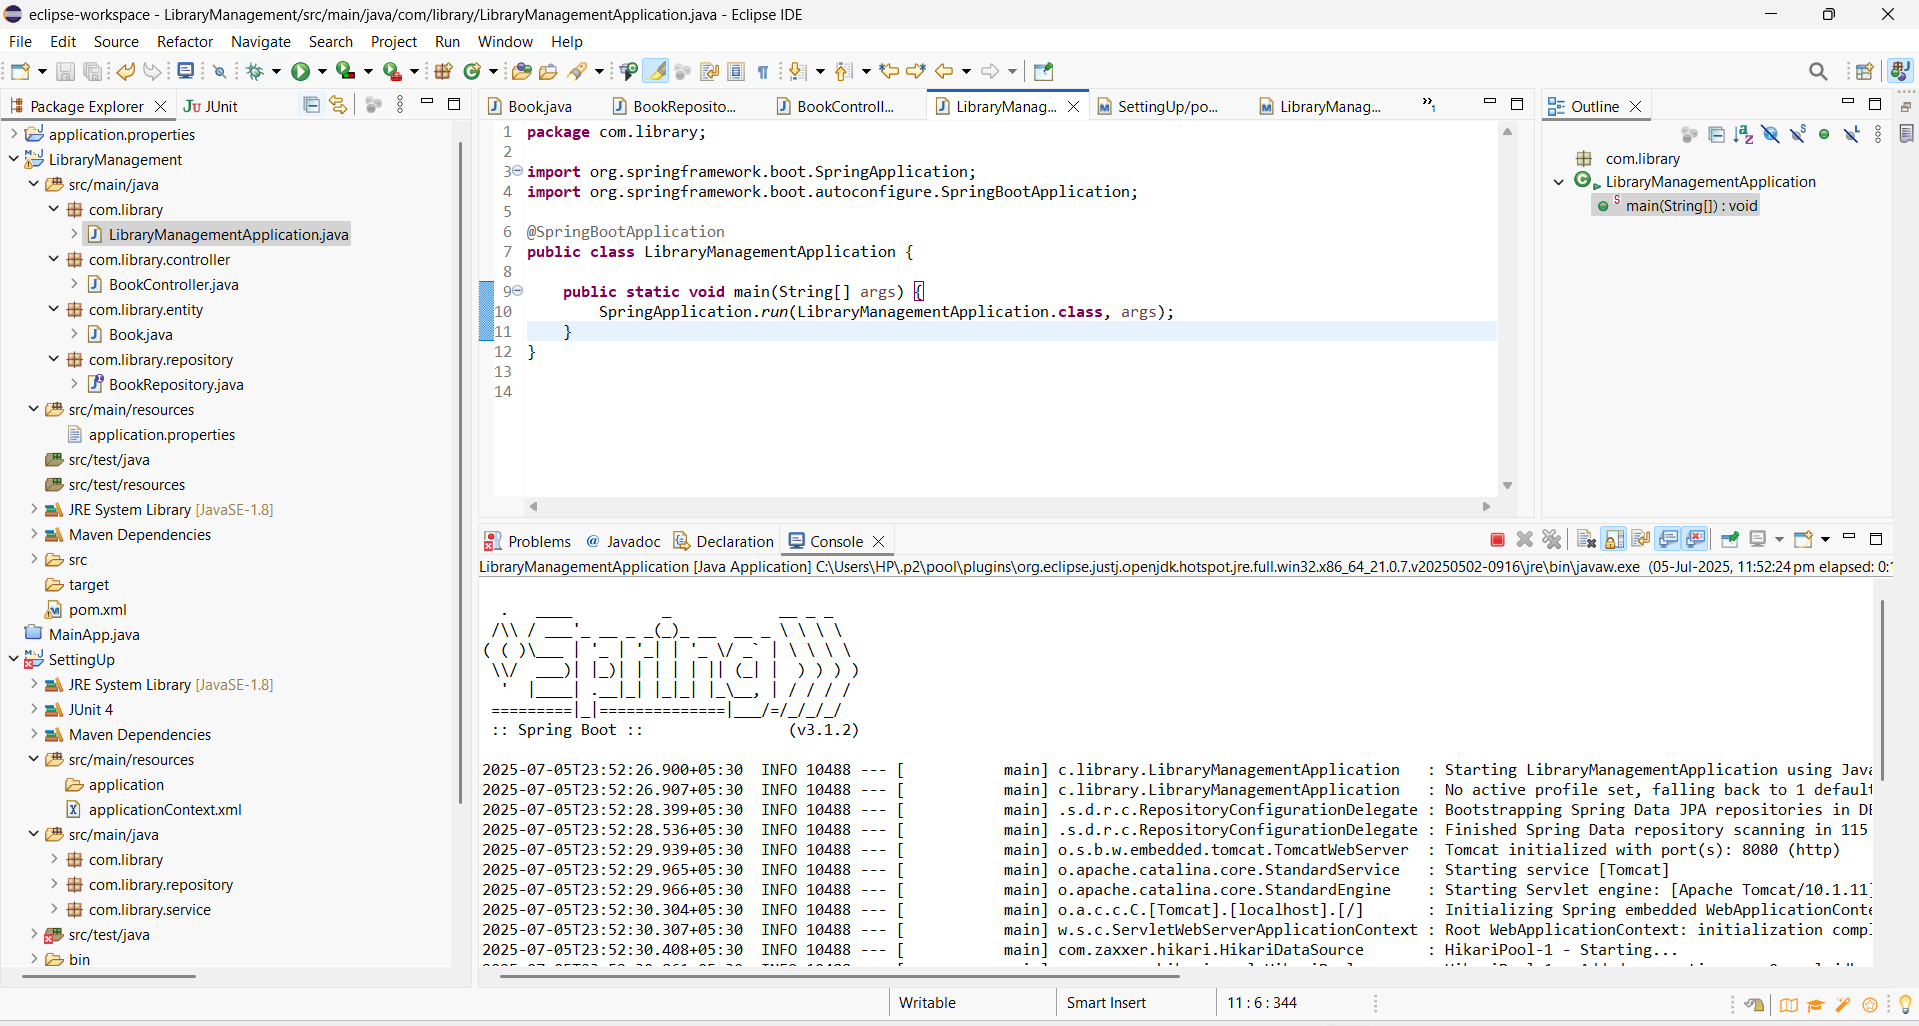 eclipse-workspace - LibraryManagement/src/main/java/com/library/LibraryManagementApplication.java - Eclipse IDE
File Edit Source Refactor Navigate Search Project Run Window Help
Package Explorer
JUnit
application.properties
LibraryManagement
src/main/java
com.library
LibraryManagementApplication.java
com.library.controller
BookController.java
com.library.entity
Book.java
com.library.repository
BookRepository.java
src/main/resources
application.properties
src/test/java
src/test/resources
JRE System Library [JavaSE-1.8]
Maven Dependencies
src
target
pom.xml
MainApp.java
SettingUp
JRE System Library [JavaSE-1.8]
JUnit 4
Maven Dependencies
src/main/resources
application
applicationContext.xml
src/main/java
com.library
com.library.repository
com.library.service
src/test/java
bin
Book.java BookReposito... BookControll... LibraryManag... SettingUp/po... LibraryManag... »1
1 package com.library;
2
3 import org.springframework.boot.SpringApplication;
4 import org.springframework.boot.autoconfigure.SpringBootApplication;
5
6 @SpringBootApplication
7 public class LibraryManagementApplication {
8
9 public static void main(String[] args) {
10 SpringApplication.run(LibraryManagementApplication.class, args);
11 }
12 }
13
14
Outline
com.library
LibraryManagementApplication
main(String[]) : void
Problems @ Javadoc Declaration Console
LibraryManagementApplication [Java Application] C:\Users\HP\.p2\pool\plugins\org.eclipse.justj.openjdk.hotspot.jre.full.win32.x86_64_21.0.7.v20250502-0916\jre\bin\javaw.exe (05-Jul-2025, 11:52:24 pm elapsed: 0:
Spring
:: Spring Boot :: (v3.1.2)
2025-07-05T23:52:26.900+05:30 INFO 10488 --- [ main] c.library.LibraryManagementApplication : Starting LibraryManagementApplication using Java
2025-07-05T23:52:26.907+05:30 INFO 10488 --- [ main] c.library.LibraryManagementApplication : No active profile set, falling back to 1 default
2025-07-05T23:52:28.399+05:30 INFO 10488 --- [ main] .s.d.r.c.RepositoryConfigurationDelegate : Bootstrapping Spring Data JPA repositories in DE
2025-07-05T23:52:28.536+05:30 INFO 10488 --- [ main] .s.d.r.c.RepositoryConfigurationDelegate : Finished Spring Data repository scanning in 115
2025-07-05T23:52:29.939+05:30 INFO 10488 --- [ main] o.s.b.w.embedded.tomcat.TomcatWebServer : Tomcat initialized with port(s): 8080 (http)
2025-07-05T23:52:29.965+05:30 INFO 10488 --- [ main] o.apache.catalina.core.StandardService : Starting service [Tomcat]
2025-07-05T23:52:29.966+05:30 INFO 10488 --- [ main] o.apache.catalina.core.StandardEngine : Starting Servlet engine: [Apache Tomcat/10.1.11]
2025-07-05T23:52:30.304+05:30 INFO 10488 --- [ main] o.a.c.c.C.[Tomcat].[localhost].[/] : Initializing Spring embedded WebApplicationConte
2025-07-05T23:52:30.307+05:30 INFO 10488 --- [ main] w.s.c.ServletWebServerApplicationContext : Root WebApplicationContext: initialization compl
2025-07-05T23:52:30.408+05:30 INFO 10488 --- [ main] com.zaxxer.hikari.HikariDataSource : HikariPool-1 - Starting...
Writable Smart Insert 11 : 6 : 344